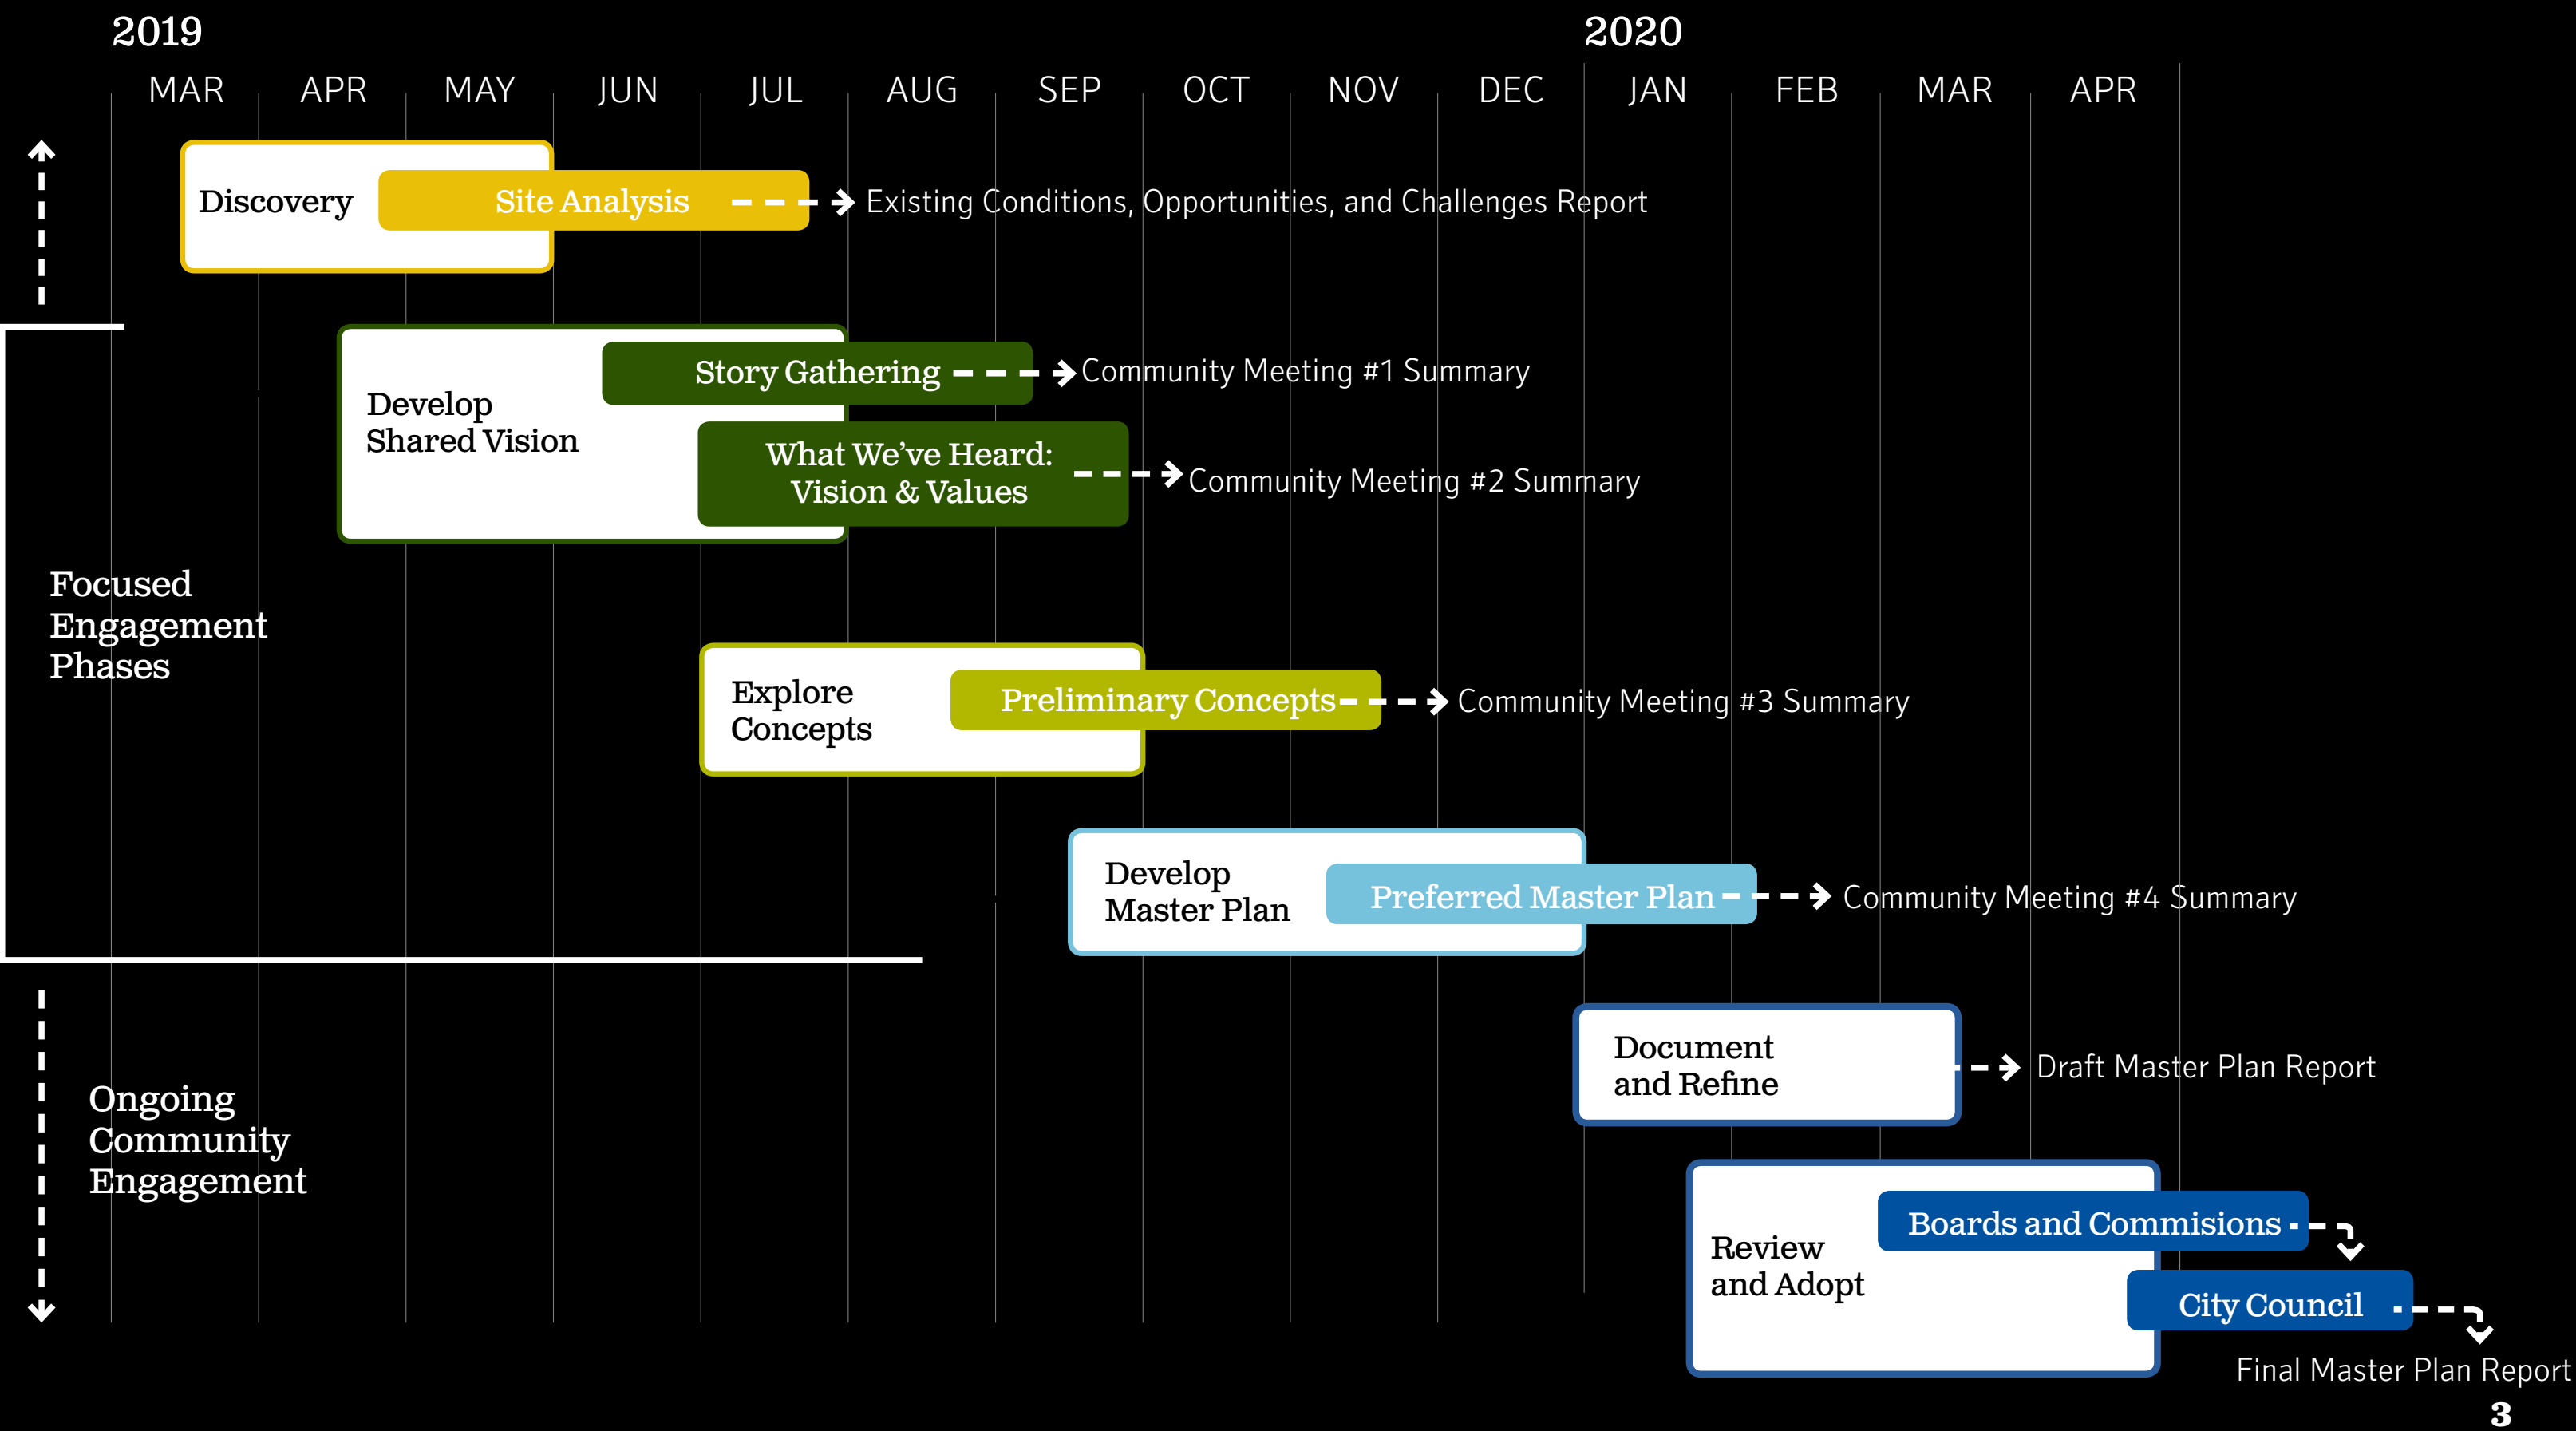 2019
2020
MAR
APR
MAY
JUN
JUL
AUG
SEP
OCT
NOV
DEC
JAN
FEB
MAR
APR
Discovery
Site Analysis
Existing Conditions, Opportunities, and Challenges Report
Develop
Shared Vision
Story Gathering
Community Meeting #1 Summary
What We’ve Heard:
Vision & Values
Community Meeting #2 Summary
Focused
Engagement
Phases
Explore
Concepts
Preliminary Concepts
Community Meeting #3 Summary
Develop
Master Plan
Preferred Master Plan
Community Meeting #4 Summary
Document
and Refine
Draft Master Plan Report
Ongoing
Community
Engagement
Review
and Adopt
Boards and Commisions
City Council
Final Master Plan Report
3